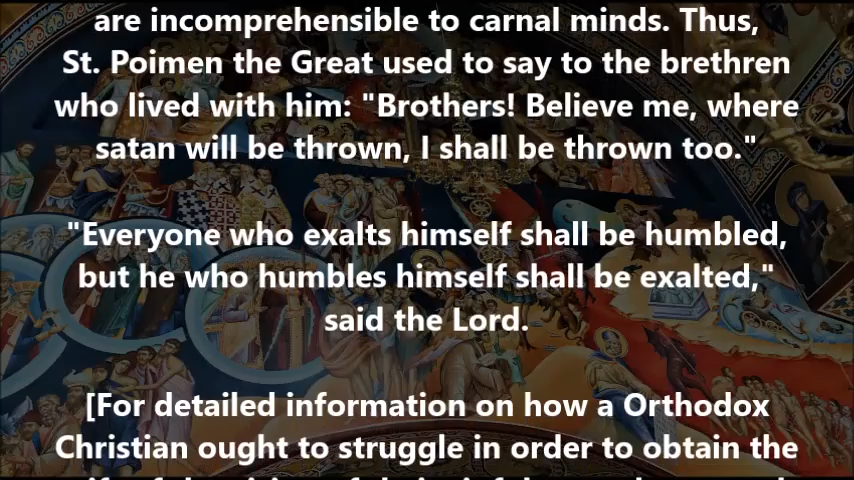 are incomprehensible to carnal minds. Thus,
St. Poimen the Great used to say to the brethren
who lived with him: "Brothers! Believe me, where
satan will be thrown, I shall be thrown too."
"Everyone who exalts himself shall be humbled,
but he who humbles himself shall be exalted,"
said the Lord.
[For detailed information on how a Orthodox
Christian ought to struggle in order to obtain the